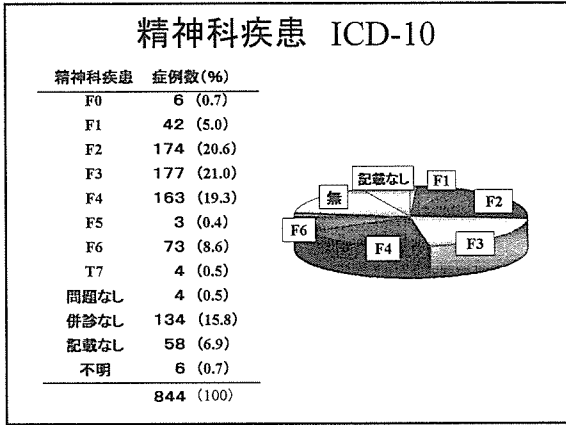 精神科疾患 ICD-10
精神科疾患 症例数(%)
F0 6 (0.7)
F1 42 (5.0)
F2 174 (20.6)
F3 177 (21.0)
F4 163 (19.3)
F5 3 (0.4)
F6 73 (8.6)
T7 4 (0.5)
問題なし 4 (0.5)
併診なし 134 (15.8)
記載なし 58 (6.9)
不明 6 (0.7)
844 (100)
記載なし
F1
無
F2
F6
F4
F3